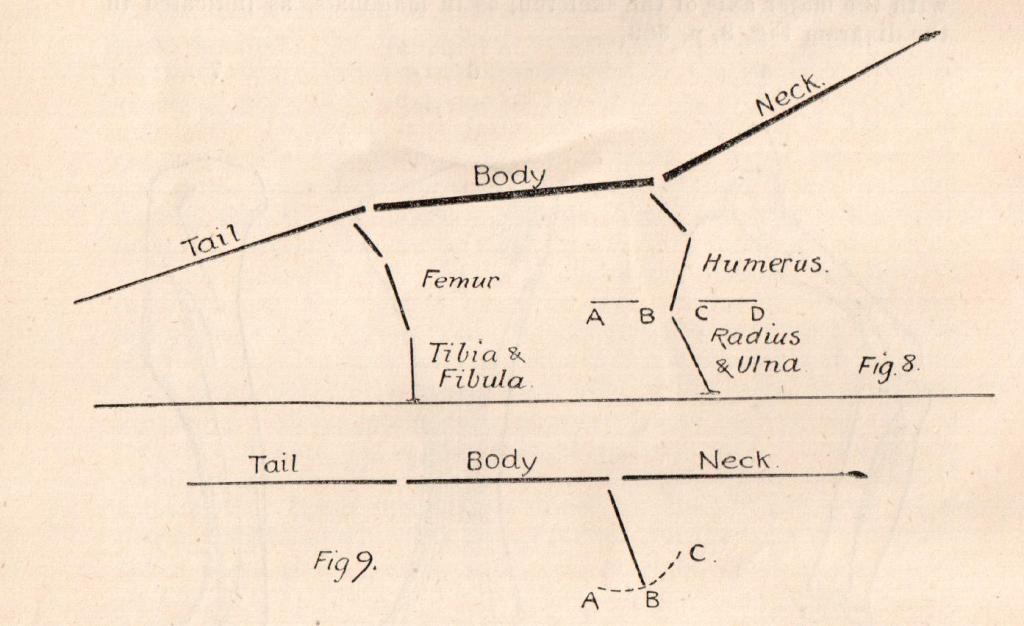 Neck.
Body
Tail
Femur
Humerus.
A B C D
Tibia &
Fibula.
Radius
& Ulna
Fig. 8.
Tail Body Neck.
Fig 9.
C.
A B